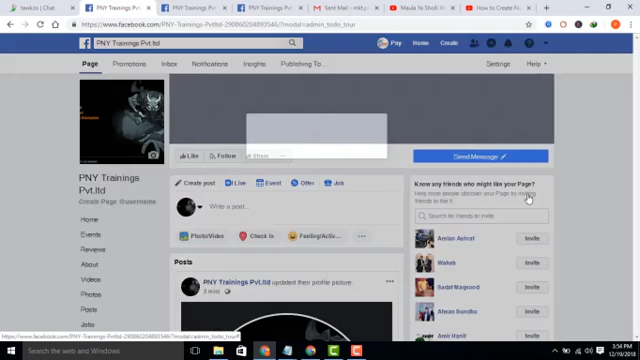 tawk.to | Chat
PNY Trainings Pvt.ltd
Sent Mail - mkt.p
Maula Ya Sholli
How to Create Fa
https://www.facebook.com/PNY-Trainings-Pvtltd-290860204893546/?modal=admin_todo_tour
PNY Trainings Pvt.ltd
Pny Home Create
Page Promotions Inbox Notifications Insights Publishing To... Settings Help
Like Follow Share ...
Send Message
PNY Trainings
Pvt.ltd
Create Page @username
Home
Events
Reviews
About
Videos
Photos
Posts
Jobs
Create post Live Event Offer Job
Write a post...
Photo/Video Check in Feeling/Activ... ...
Posts
PNY Trainings Pvt.ltd updated their profile picture.
3 mins
Know any friends who might like your Page?
Help more people discover your Page by inviting
friends to like it.
Search for friends to invite
Arslan Ashraf Invite
Wahab Invite
Sadaf Maqsood Invite
Ahsan Sandhu Invite
Amir Hanif Invite
https://www.facebook.com/PNY-Trainings-Pvtltd-290860204893546/?modal=admin_todo_tour#
Search the web and Windows
3:54 PM
12/19/2018